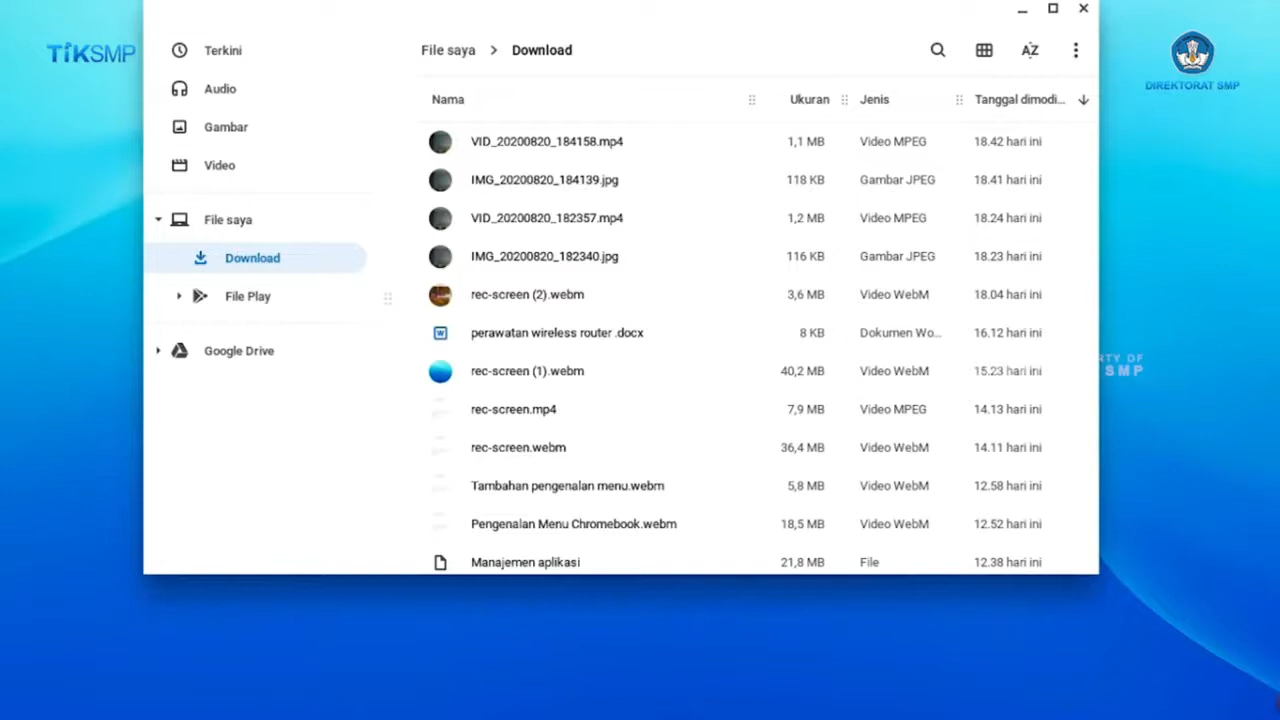 TIKSMP
Terkini
Audio
Gambar
Video
File saya
Download
File Play
Google Drive
File saya > Download
AZ
Nama Ukuran Jenis Tanggal dimodi...
VID_20200820_184158.mp4 1,1 MB Video MPEG 18.42 hari ini
IMG_20200820_184139.jpg 118 KB Gambar JPEG 18.41 hari ini
VID_20200820_182357.mp4 1,2 MB Video MPEG 18.24 hari ini
IMG_20200820_182340.jpg 116 KB Gambar JPEG 18.23 hari ini
rec-screen (2).webm 3,6 MB Video WebM 18.04 hari ini
perawatan wireless router .docx 8 KB Dokumen Wo... 16.12 hari ini
rec-screen (1).webm 40,2 MB Video WebM 15.23 hari ini
rec-screen.mp4 7,9 MB Video MPEG 14.13 hari ini
rec-screen.webm 36,4 MB Video WebM 14.11 hari ini
Tambahan pengenalan menu.webm 5,8 MB Video WebM 12.58 hari ini
Pengenalan Menu Chromebook.webm 18,5 MB Video WebM 12.52 hari ini
Manajemen aplikasi 21,8 MB File 12.38 hari ini
DIREKTORAT SMP
RTY OF
SMP